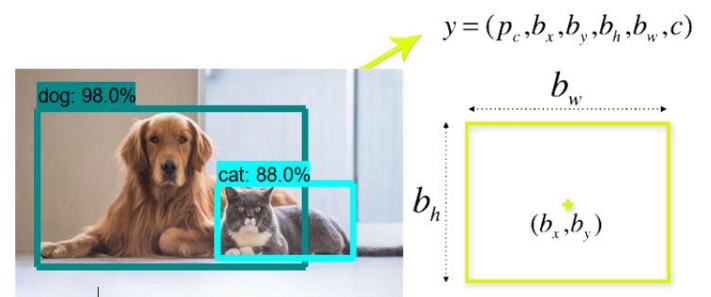 y = (p_c, b_x, b_y, b_h, b_w, c)
dog: 98.0%
b_w
cat: 88.0%
b_h
(b_x, b_y)